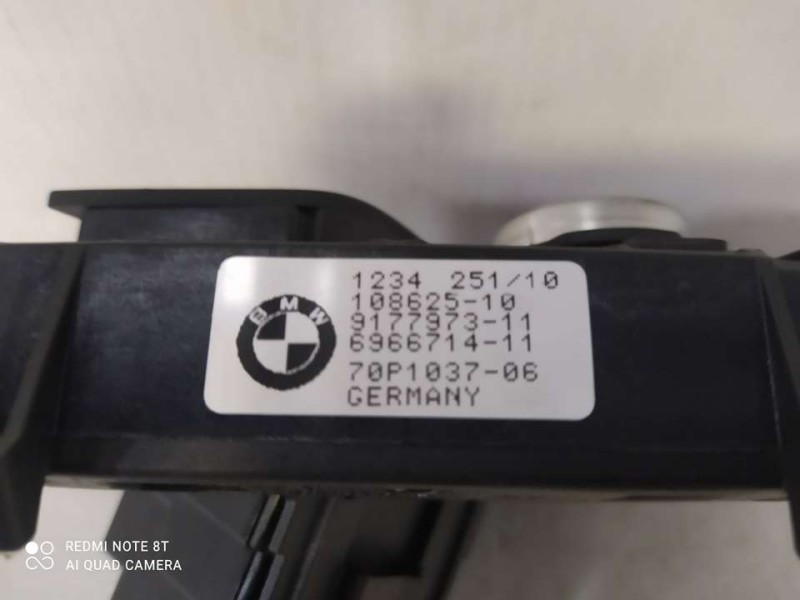 BMW
1234 251/10
108625-10
9177973-11
6966714-11
70P1037-06
GERMANY
REDMI NOTE 8T
AI QUAD CAMERA